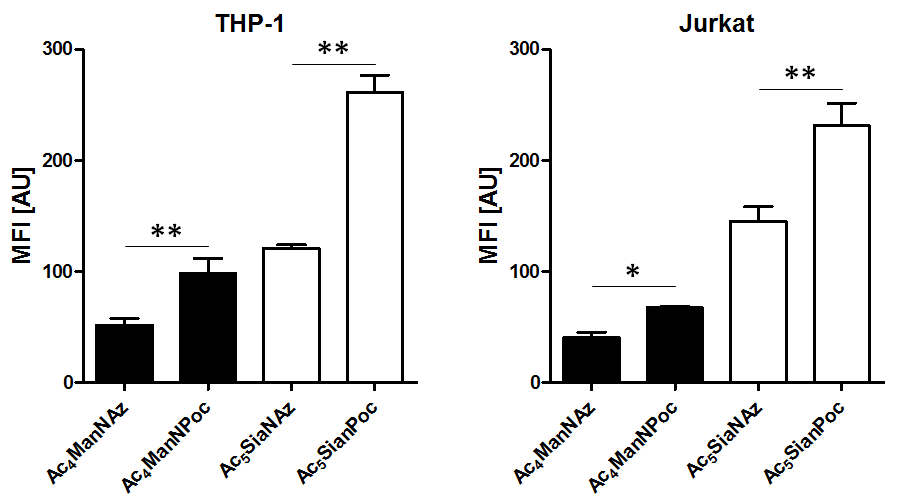 THP-1
Jurkat
MFI [AU]
300
200
100
0
**
**
Ac₄ManNAz
Ac₄ManNPoc
Ac₅SiaNAz
Ac₅SianPoc
MFI [AU]
300
200
100
0
*
**
Ac₄ManNAz
Ac₄ManNPoc
Ac₅SiaNAz
Ac₅SianPoc